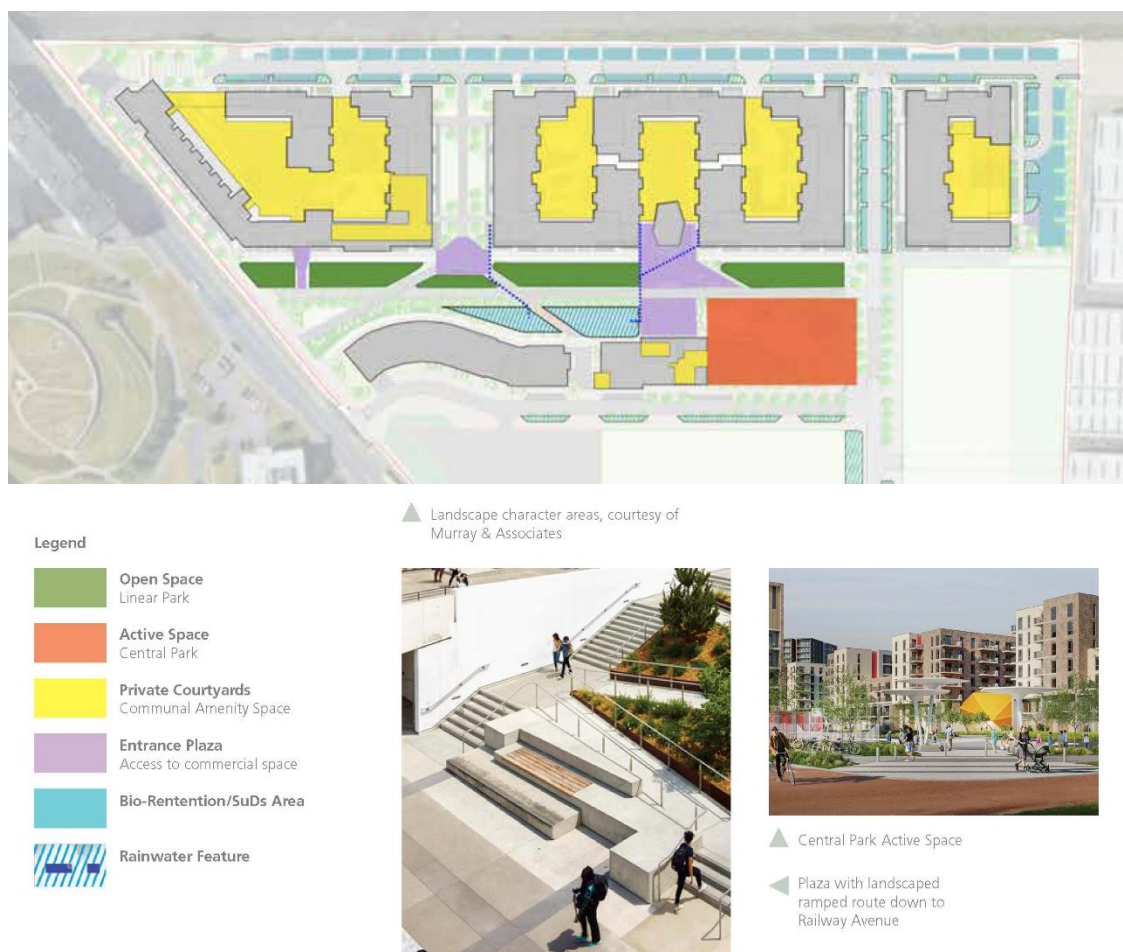 Landscape character areas, courtesy of
Murray & Associates
Legend
Open Space
Linear Park
Active Space
Central Park
Private Courtyards
Communal Amenity Space
Entrance Plaza
Access to commercial space
Bio-Rentention/SuDs Area
Rainwater Feature
Central Park Active Space
Plaza with landscaped
ramped route down to
Railway Avenue